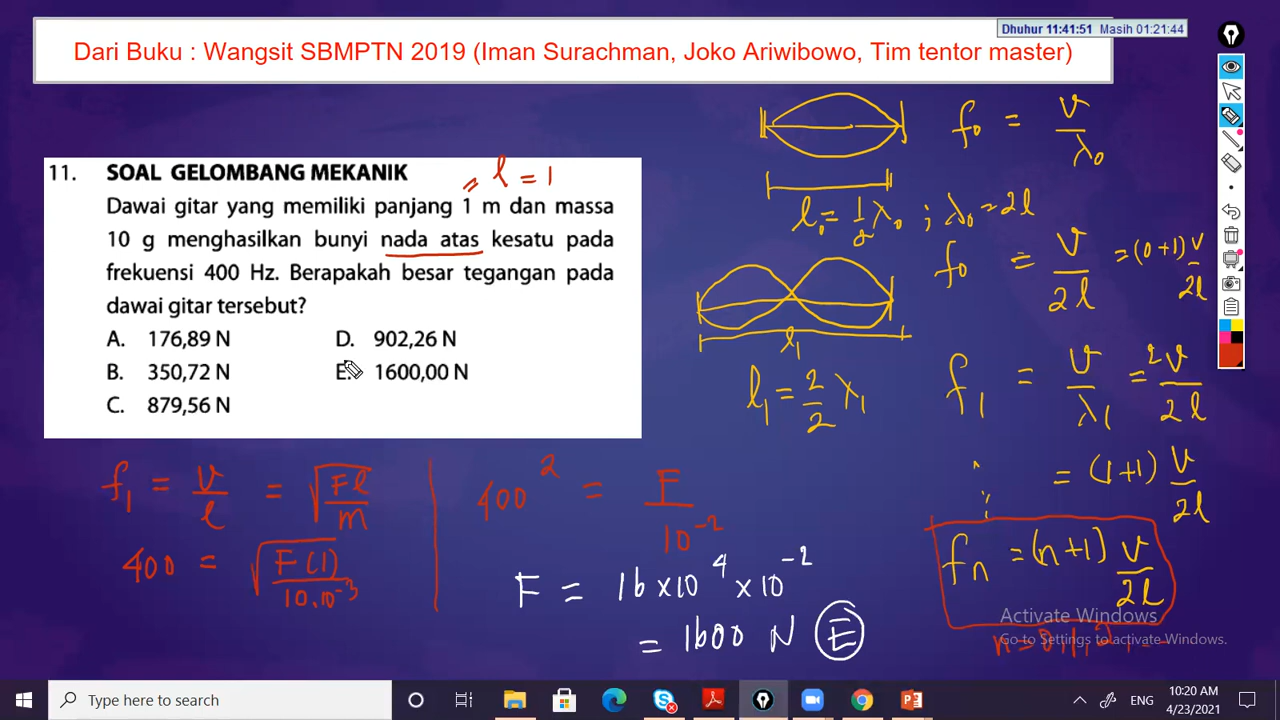 Dhuhur 11:41:51 Masih 01:21:44
Dari Buku : Wangsit SBMPTN 2019 (Iman Surachman, Joko Ariwibowo, Tim tentor master)
11. SOAL GELOMBANG MEKANIK
= l = 1
Dawai gitar yang memiliki panjang 1 m dan massa
10 g menghasilkan bunyi nada atas kesatu pada
frekuensi 400 Hz. Berapakah besar tegangan pada
dawai gitar tersebut?
A. 176,89 N
B. 350,72 N
C. 879,56 N
D. 902,26 N
E. 1600,00 N
f₁ = v/l = √(Fl/m)
400 = √(F(1)/10.10⁻³)
400² = F/10⁻²
F = 16×10⁴ × 10⁻²
= 1600 N E
f₀ = v/λ₀
l₀ = 1/2 λ₀ ; λ₀ = 2l
f₀ = v/2l = (0+1) v/2l
l₁
l₁ = 2/2 λ₁
f₁ = v/λ₁ = 2v/2l
= (1+1) v/2l
fₙ = (n+1) v/2l
Activate Windows
Go to Settings to activate Windows.
Type here to search
ENG
10:20 AM
4/23/2021